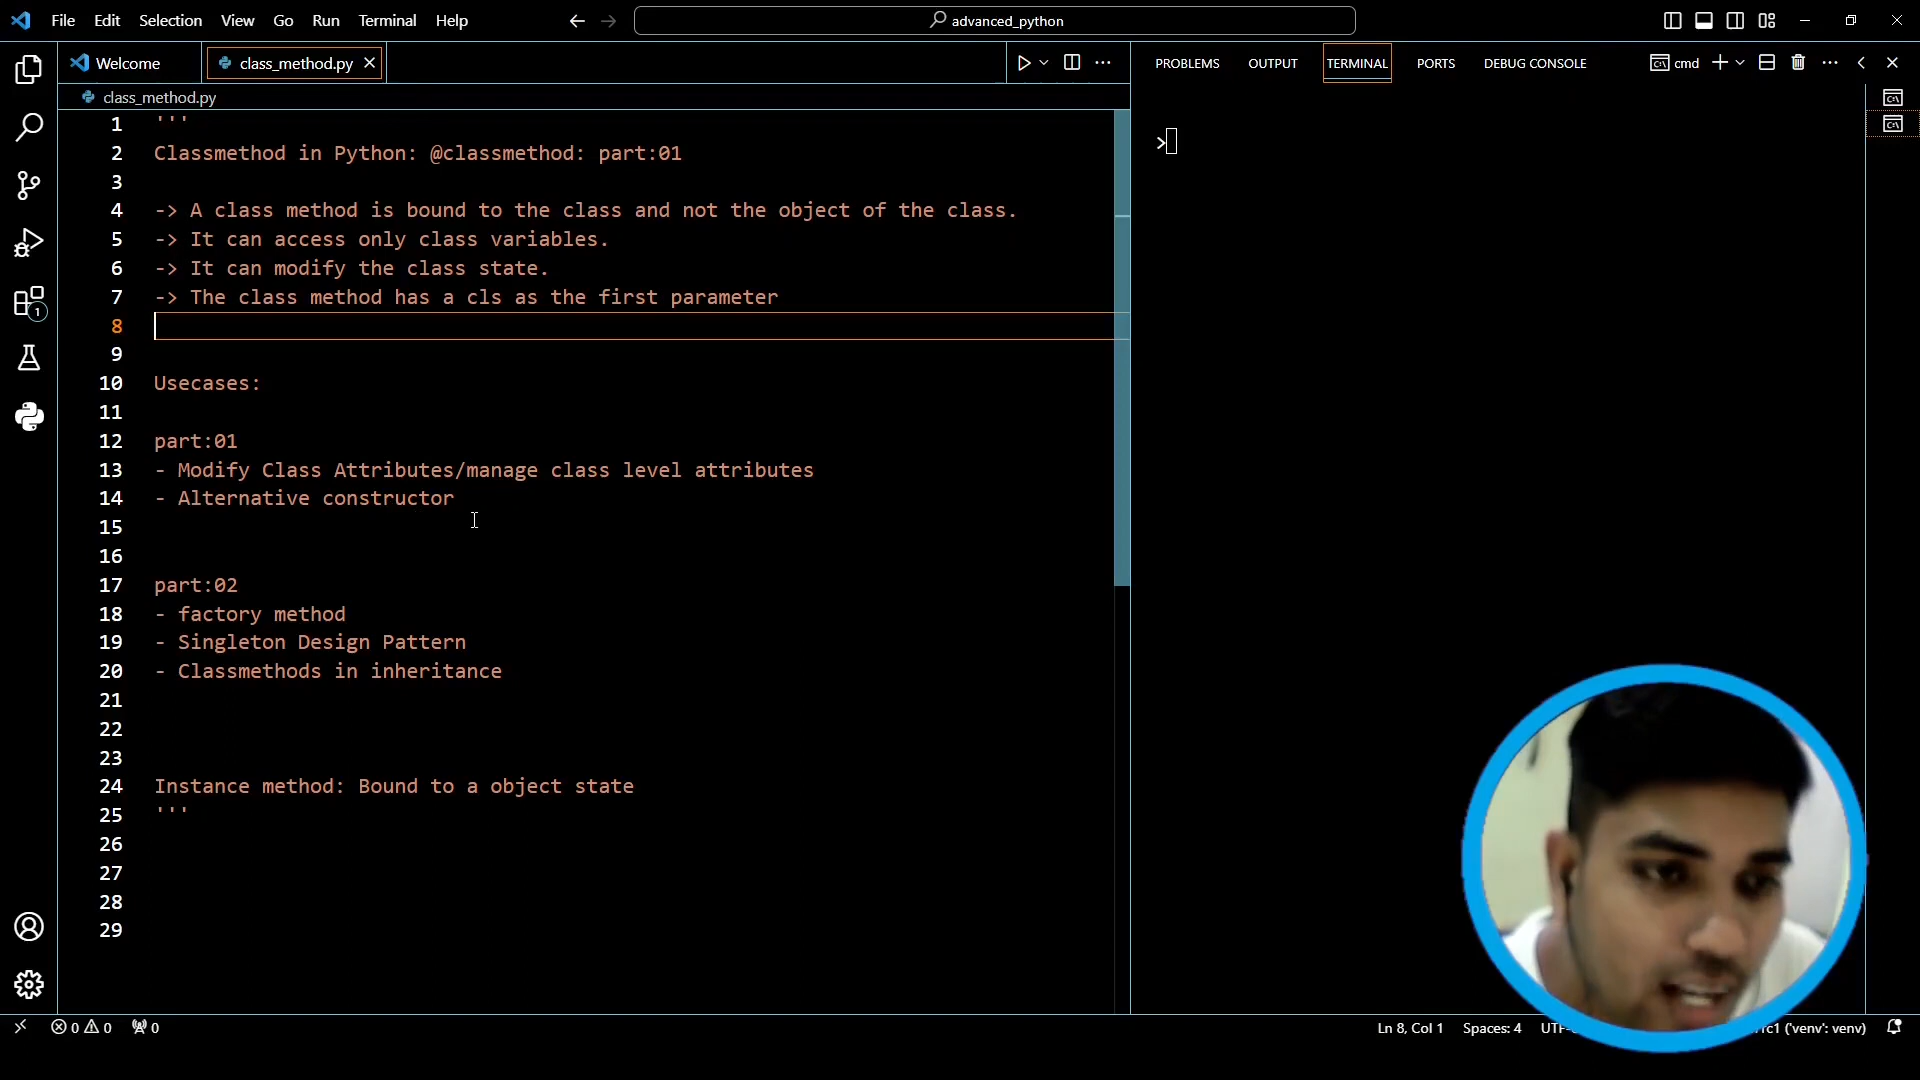 File Edit Selection View Go Run Terminal Help
advanced_python
Welcome
class_method.py
PROBLEMS OUTPUT TERMINAL PORTS DEBUG CONSOLE
cmd
class_method.py
1 '''
2 Classmethod in Python: @classmethod: part:01
3
4 -> A class method is bound to the class and not the object of the class.
5 -> It can access only class variables.
6 -> It can modify the class state.
7 -> The class method has a cls as the first parameter
8
9
10 Usecases:
11
12 part:01
13 - Modify Class Attributes/manage class level attributes
14 - Alternative constructor
15
16
17 part:02
18 - factory method
19 - Singleton Design Pattern
20 - Classmethods in inheritance
21
22
23
24 Instance method: Bound to a object state
25 '''
26
27
28
29
>
1
0 0 0
Ln 8, Col 1 Spaces: 4 ('venv': venv)